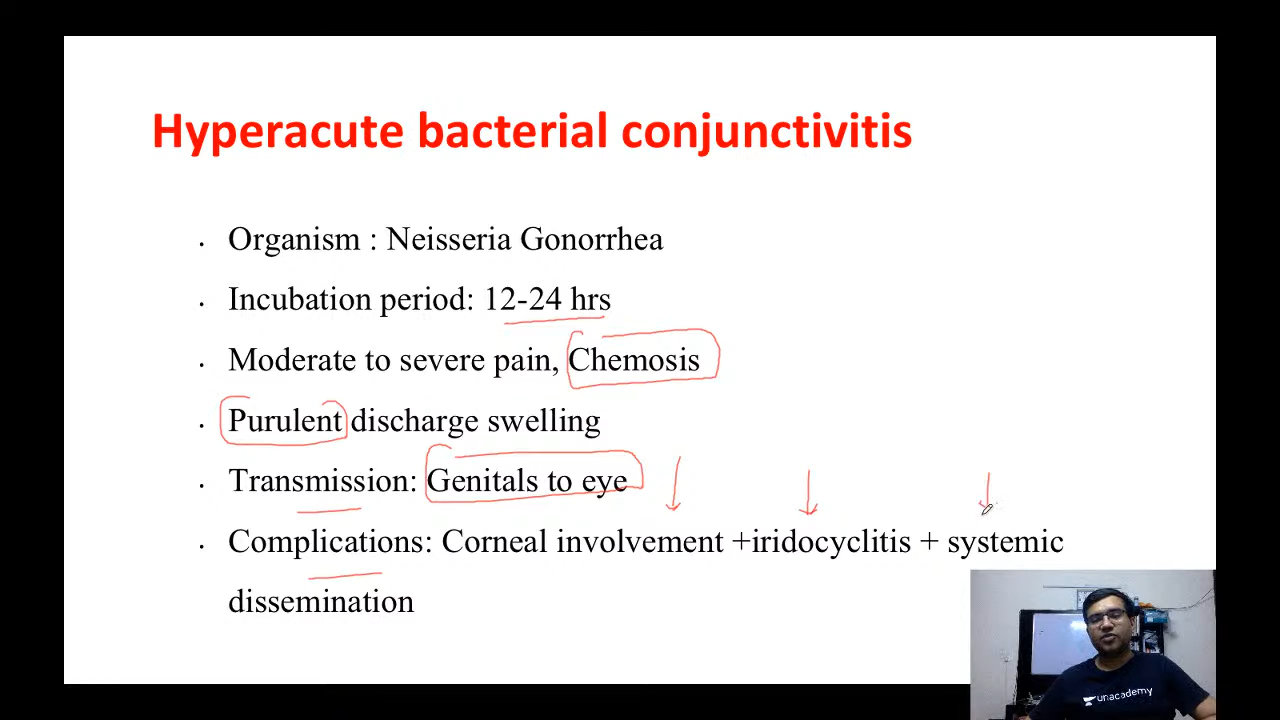 Hyperacute bacterial conjunctivitis
• Organism : Neisseria Gonorrhea
• Incubation period: 12-24 hrs
• Moderate to severe pain, Chemosis
• Purulent discharge swelling
• Transmission: Genitals to eye
• Complications: Corneal involvement +iridocyclitis + systemic
dissemination
unacademy